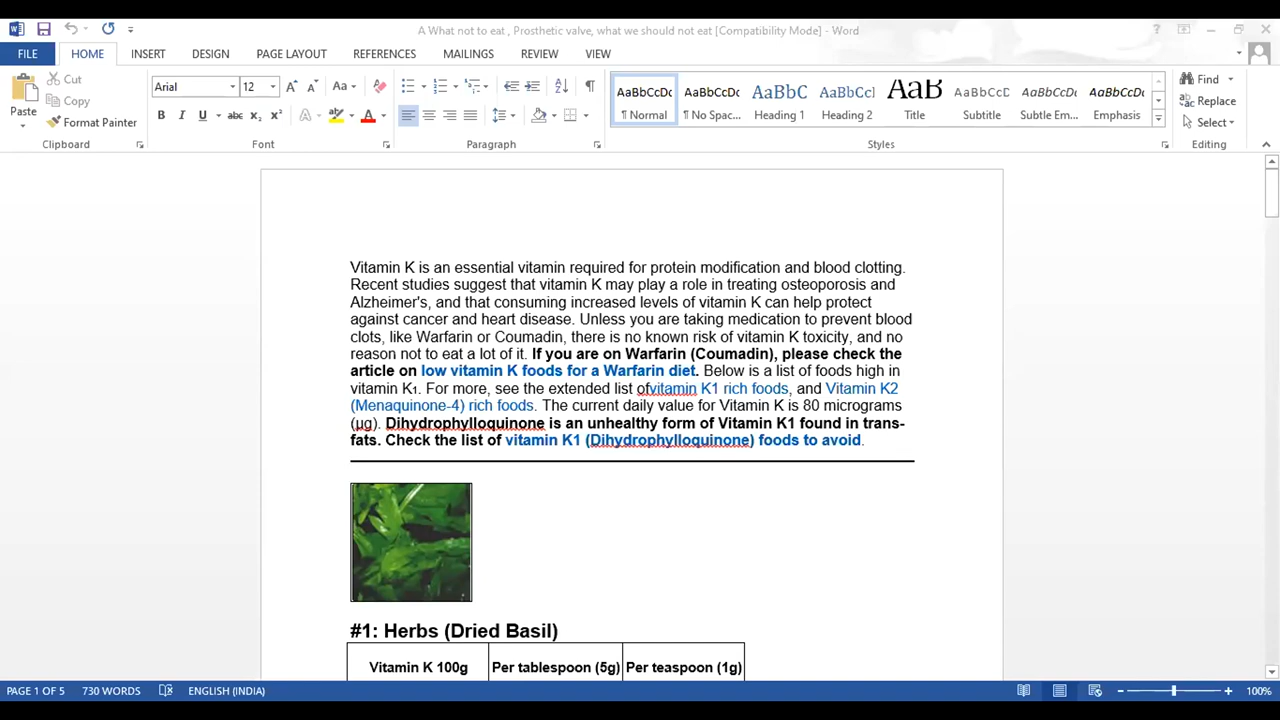 A What not to eat , Prosthetic valve, what we should not eat [Compatibility Mode] - Word
FILE HOME INSERT DESIGN PAGE LAYOUT REFERENCES MAILINGS REVIEW VIEW
Paste
Cut
Copy
Format Painter
Clipboard
Arial 12
Font
Paragraph
AaBbCcDc AaBbCcDc AaBbC AaBbCcI AaB AaBbCcD AaBbCcDc AaBbCcDc
¶ Normal ¶ No Spac... Heading 1 Heading 2 Title Subtitle Subtle Em... Emphasis
Styles
Find
Replace
Select
Editing
Vitamin K is an essential vitamin required for protein modification and blood clotting.
Recent studies suggest that vitamin K may play a role in treating osteoporosis and
Alzheimer's, and that consuming increased levels of vitamin K can help protect
against cancer and heart disease. Unless you are taking medication to prevent blood
clots, like Warfarin or Coumadin, there is no known risk of vitamin K toxicity, and no
reason not to eat a lot of it. If you are on Warfarin (Coumadin), please check the
article on low vitamin K foods for a Warfarin diet. Below is a list of foods high in
vitamin K₁. For more, see the extended list ofvitamin K1 rich foods, and Vitamin K2
(Menaquinone-4) rich foods. The current daily value for Vitamin K is 80 micrograms
(μg). Dihydrophylloquinone is an unhealthy form of Vitamin K1 found in trans-
fats. Check the list of vitamin K1 (Dihydrophylloquinone) foods to avoid.
#1: Herbs (Dried Basil)
Vitamin K 100g Per tablespoon (5g) Per teaspoon (1g)
PAGE 1 OF 5 730 WORDS ENGLISH (INDIA) 100%